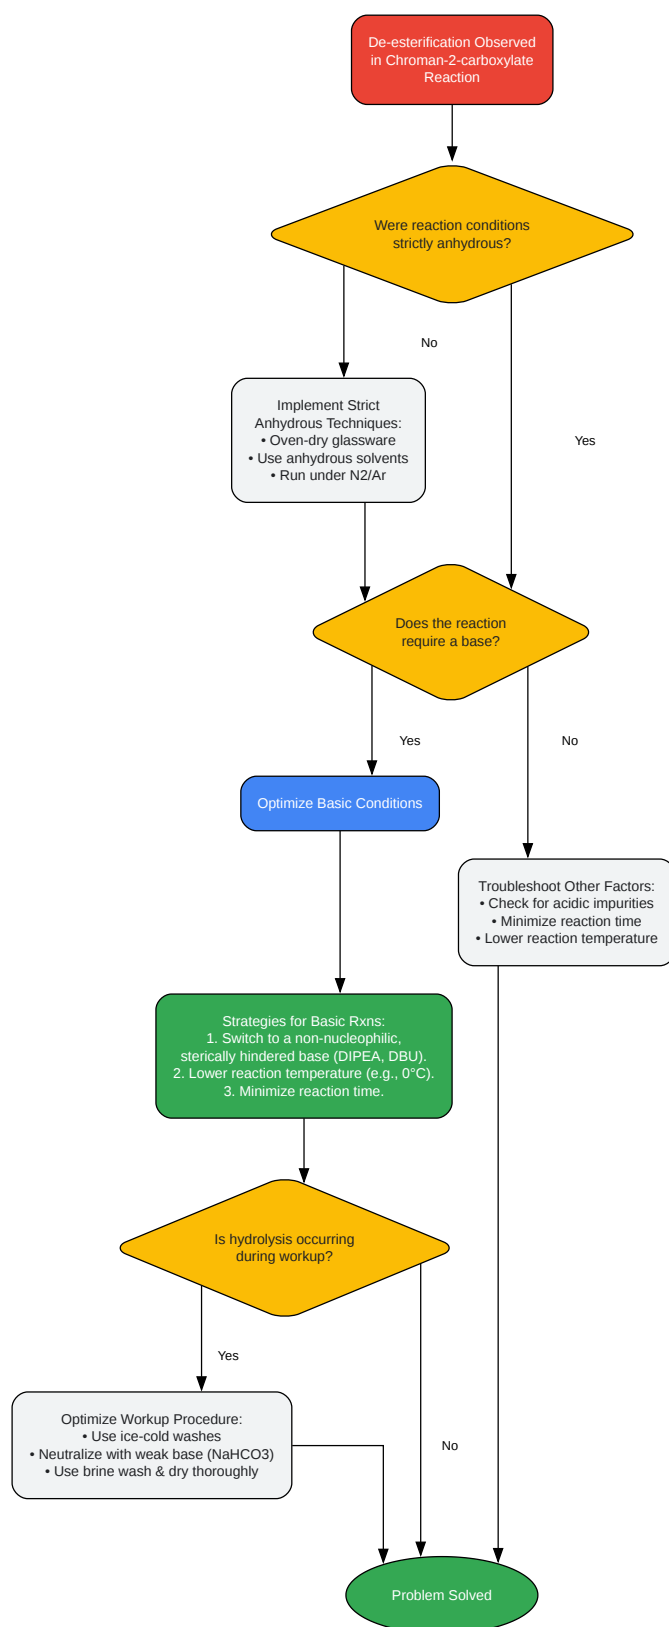 De-esterification Observed
in Chroman-2-carboxylate
Reaction
Were reaction conditions
strictly anhydrous?
No
Implement Strict
Anhydrous Techniques:
• Oven-dry glassware
• Use anhydrous solvents
• Run under N2/Ar
Yes
Does the reaction
require a base?
Yes
No
Optimize Basic Conditions
Troubleshoot Other Factors:
• Check for acidic impurities
• Minimize reaction time
• Lower reaction temperature
Strategies for Basic Rxns:
1. Switch to a non-nucleophilic,
sterically hindered base (DIPEA, DBU).
2. Lower reaction temperature (e.g., 0°C).
3. Minimize reaction time.
Is hydrolysis occurring
during workup?
Yes
Optimize Workup Procedure:
• Use ice-cold washes
• Neutralize with weak base (NaHCO3)
• Use brine wash & dry thoroughly
No
Problem Solved